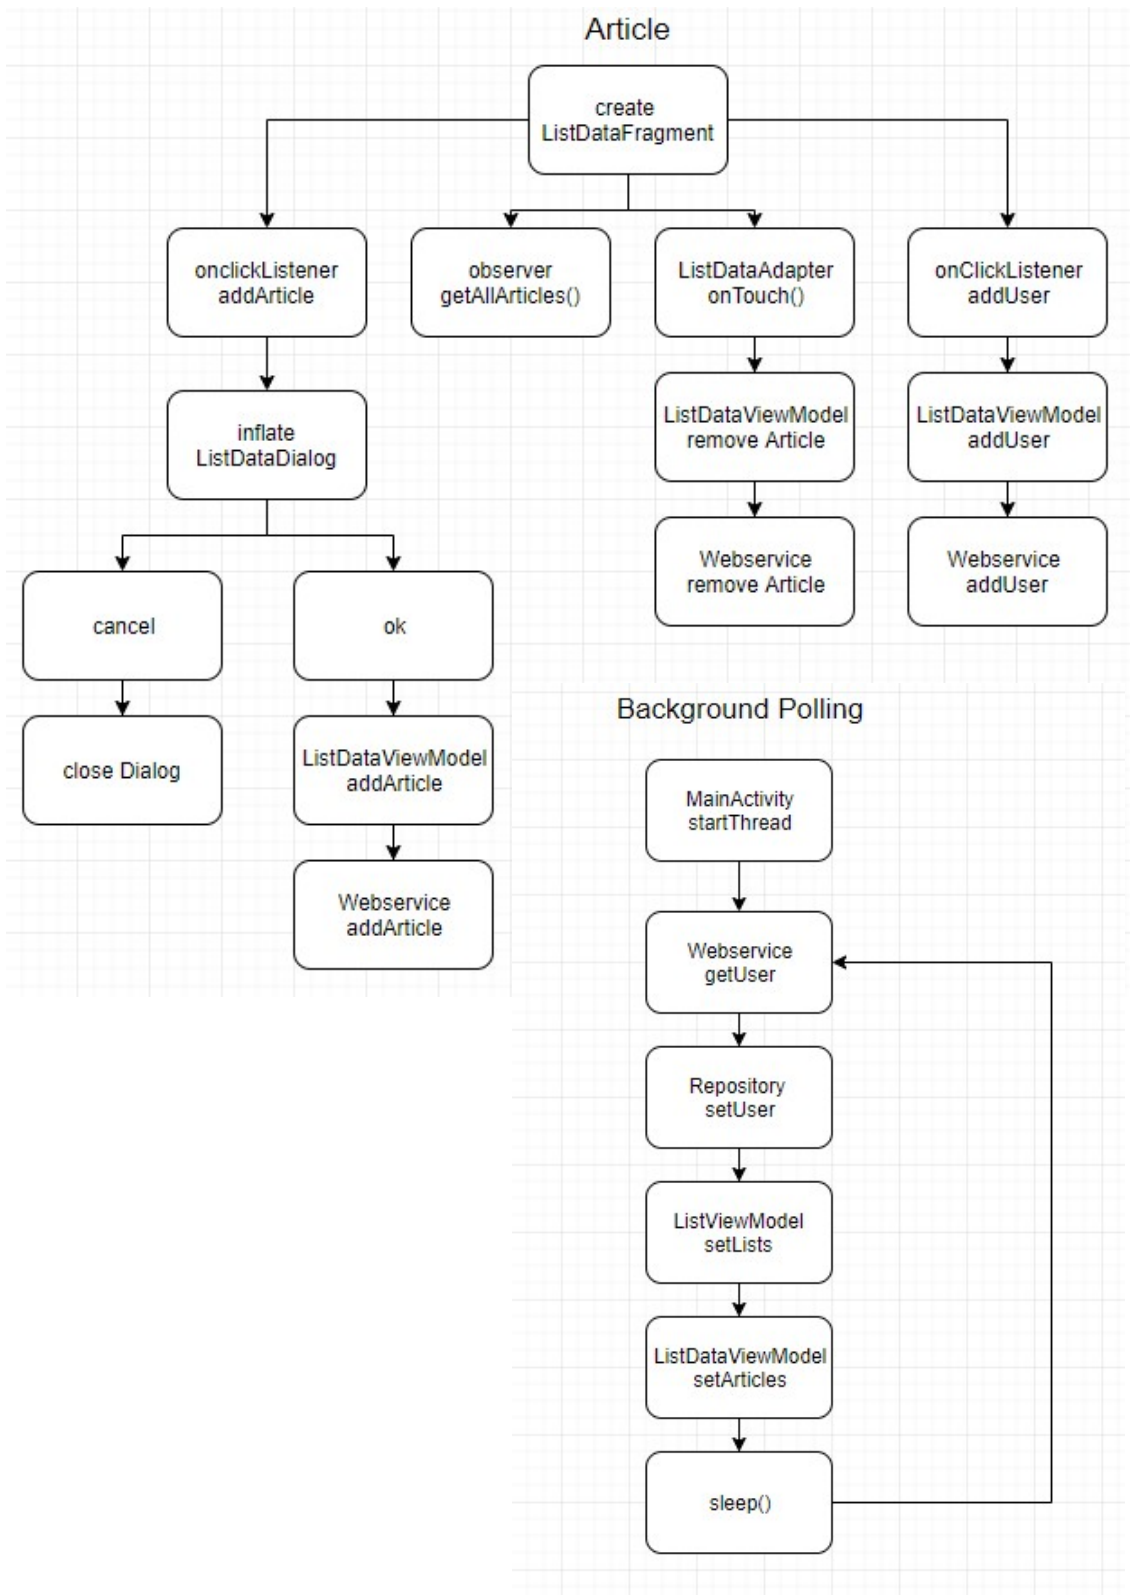 Article
create
ListDataFragment
onclickListener
addArticle
observer
getAllArticles()
ListDataAdapter
onTouch()
onClickListener
addUser
inflate
ListDataDialog
ListDataViewModel
remove Article
ListDataViewModel
addUser
Webservice
remove Article
Webservice
addUser
cancel
ok
close Dialog
ListDataViewModel
addArticle
Webservice
addArticle
Background Polling
MainActivity
startThread
Webservice
getUser
Repository
setUser
ListViewModel
setLists
ListDataViewModel
setArticles
sleep()